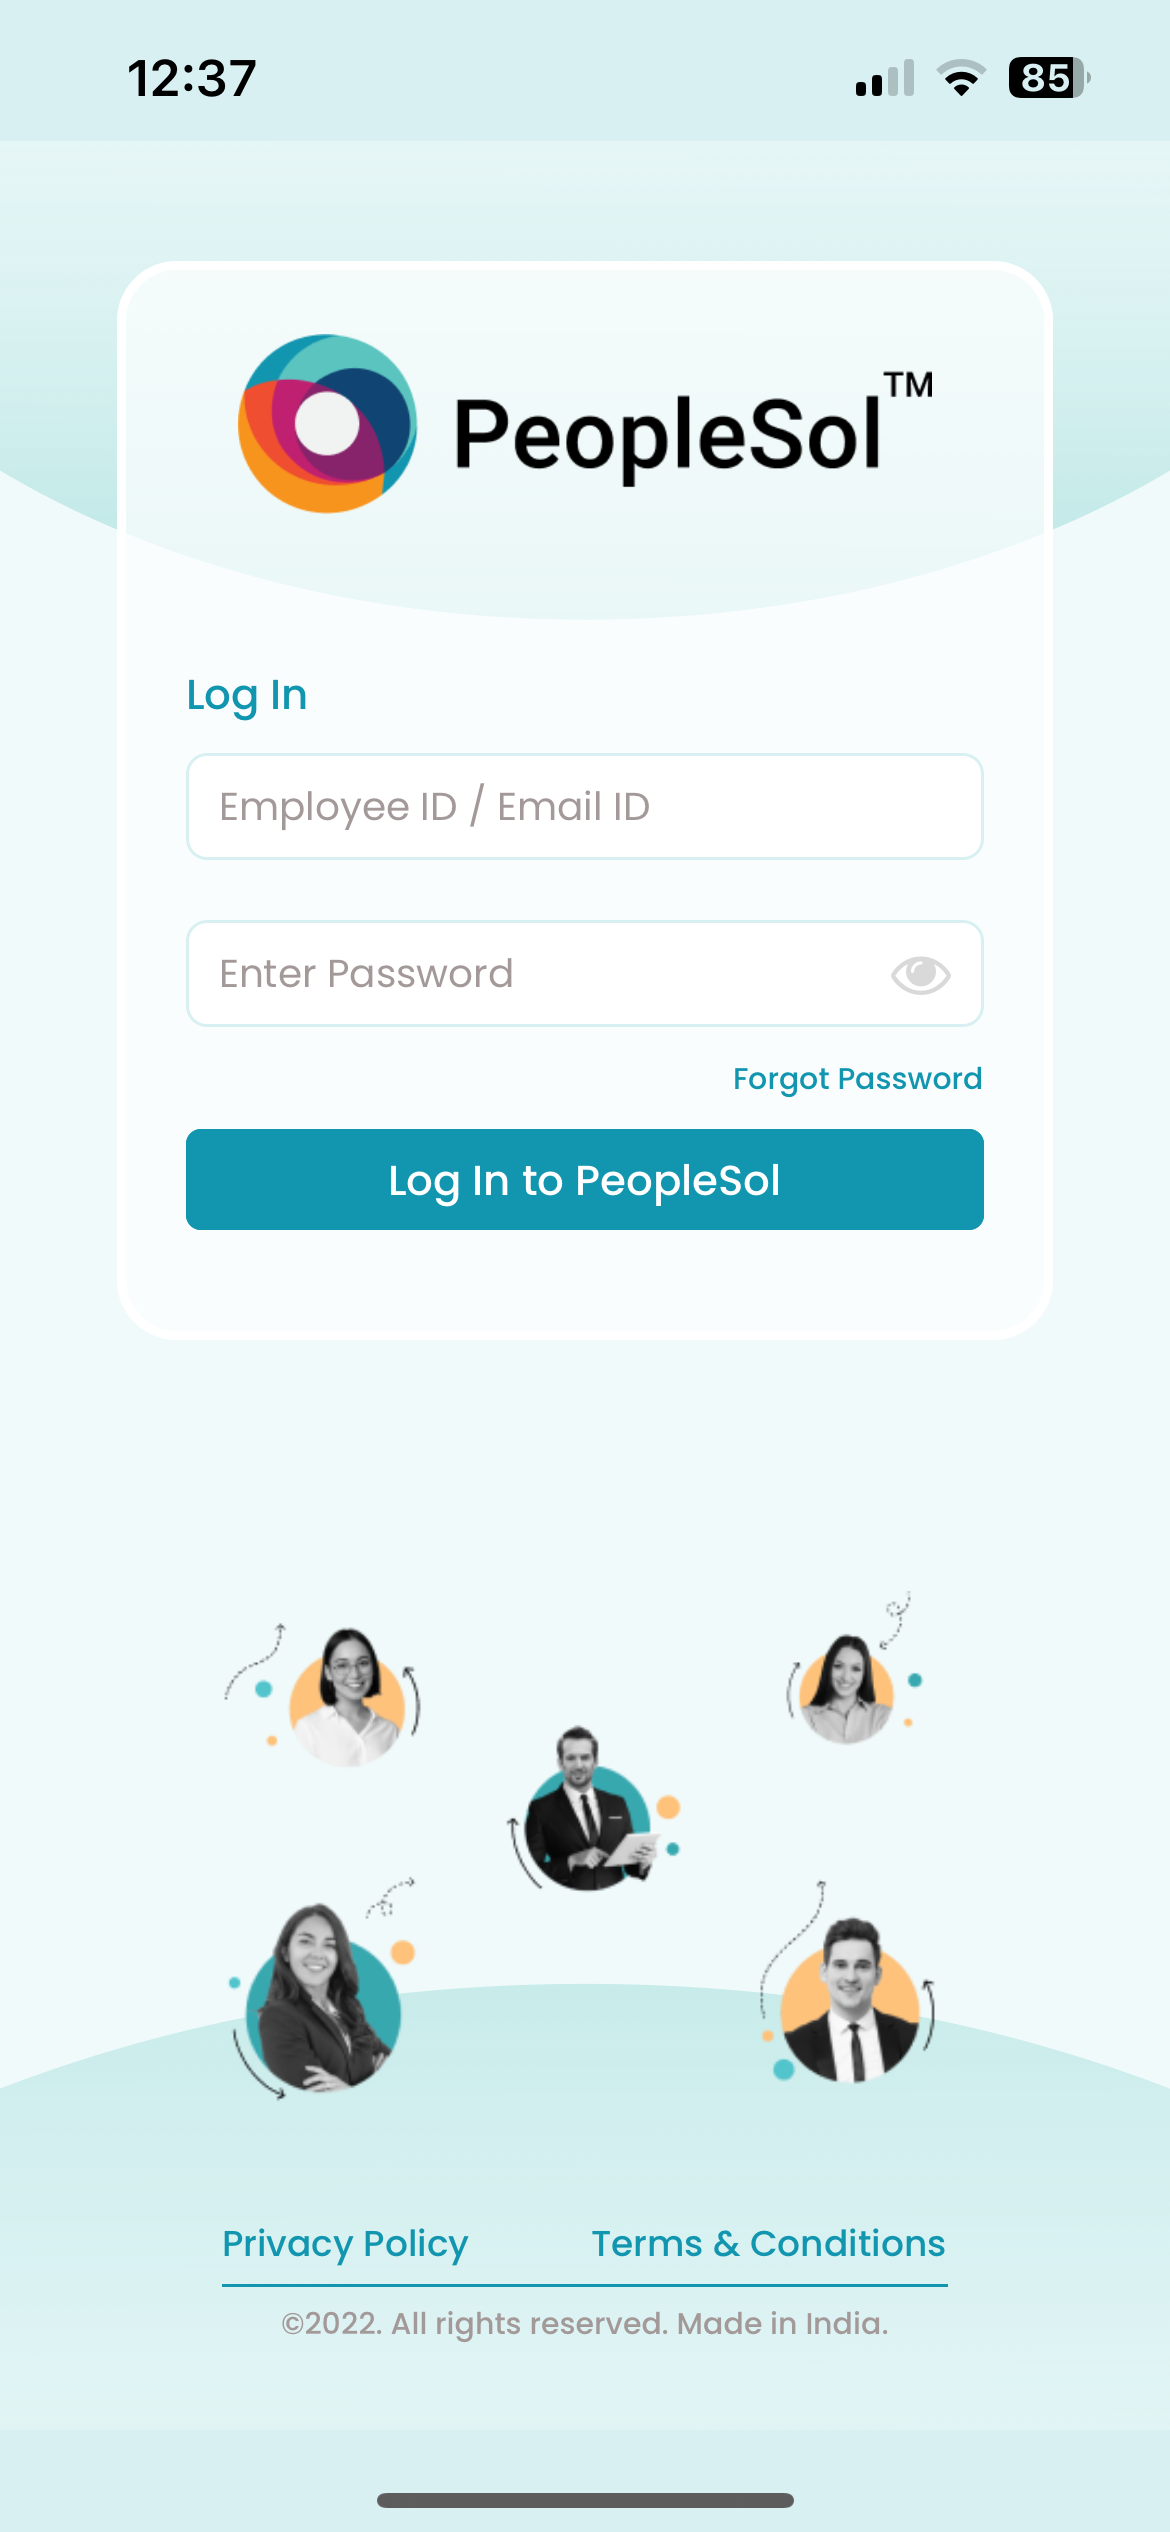 12:37
85
PeopleSol™
Log In
Employee ID / Email ID
Enter Password
Forgot Password
Log In to PeopleSol
Privacy Policy
Terms & Conditions
©2022. All rights reserved. Made in India.